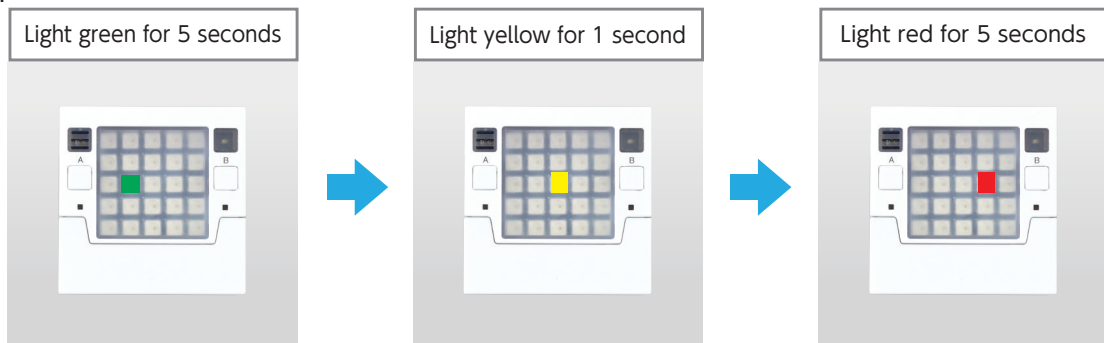 Light green for 5 seconds
Light yellow for 1 second
Light red for 5 seconds
A
B
A
B
A
B